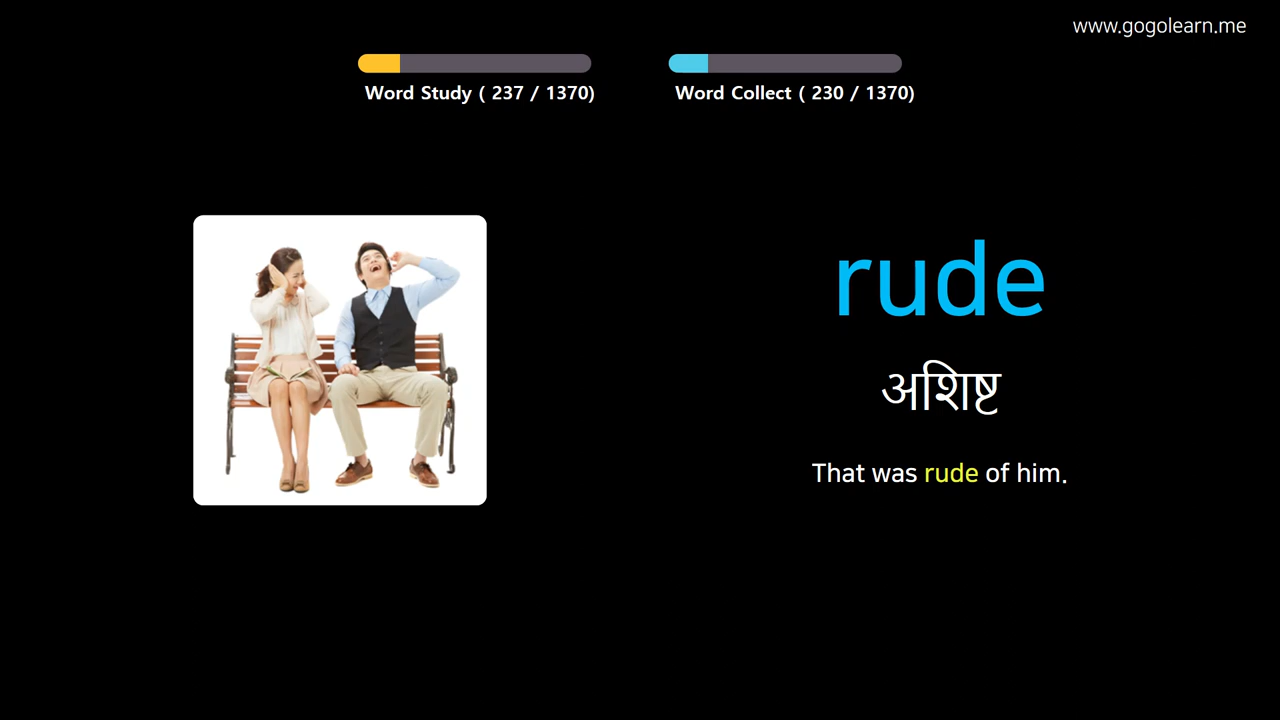 www.gogolearn.me
Word Study ( 237 / 1370)
Word Collect ( 230 / 1370)
rude
अशिष्ट
That was rude of him.